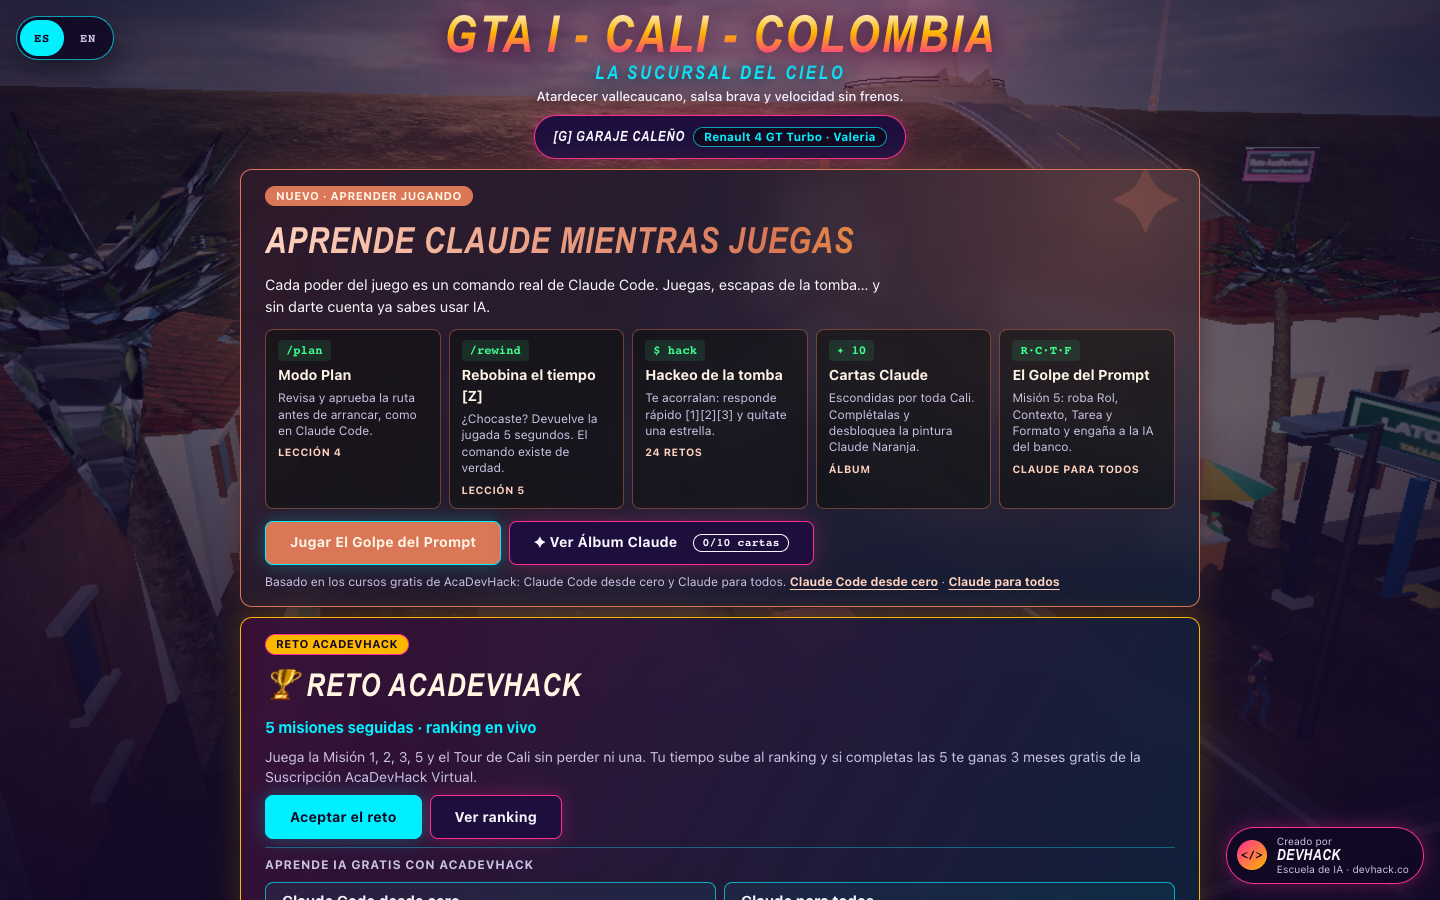 ES EN
GTA I - CALI - COLOMBIA
LA SUCURSAL DEL CIELO
Atardecer vallecaucano, salsa brava y velocidad sin frenos.
[G] GARAJE CALEÑO Renault 4 GT Turbo · Valeria
NUEVO · APRENDER JUGANDO
APRENDE CLAUDE MIENTRAS JUEGAS
Cada poder del juego es un comando real de Claude Code. Juegas, escapas de la tomba... y
sin darte cuenta ya sabes usar IA.
/plan
Modo Plan
Revisa y aprueba la ruta
antes de arrancar, como
en Claude Code.
LECCIÓN 4
/rewind
Rebobina el tiempo
[Z]
¿Chocaste? Devuelve la
jugada 5 segundos. El
comando existe de
verdad.
LECCIÓN 5
$ hack
Hackeo de la tomba
Te acorralan: responde
rápido [1][2][3] y quítate
una estrella.
24 RETOS
✦ 10
Cartas Claude
Escondidas por toda Cali.
Complétalas y
desbloquea la pintura
Claude Naranja.
ÁLBUM
R·C·T·F
El Golpe del Prompt
Misión 5: roba Rol,
Contexto, Tarea y
Formato y engaña a la IA
del banco.
CLAUDE PARA TODOS
Jugar El Golpe del Prompt
✦ Ver Álbum Claude 0/10 cartas
Basado en los cursos gratis de AcaDevHack: Claude Code desde cero y Claude para todos. Claude Code desde cero · Claude para todos
RETO ACADEVHACK
🏆 RETO ACADEVHACK
5 misiones seguidas · ranking en vivo
Juega la Misión 1, 2, 3, 5 y el Tour de Cali sin perder ni una. Tu tiempo sube al ranking y si completas las 5 te ganas 3 meses gratis de la
Suscripción AcaDevHack Virtual.
Aceptar el reto
Ver ranking
APRENDE IA GRATIS CON ACADEVHACK
Claude Code desde cero
Claude para todos
Reto AcaDevHack
</> Creado por
DEVHACK
Escuela de IA · devhack.co